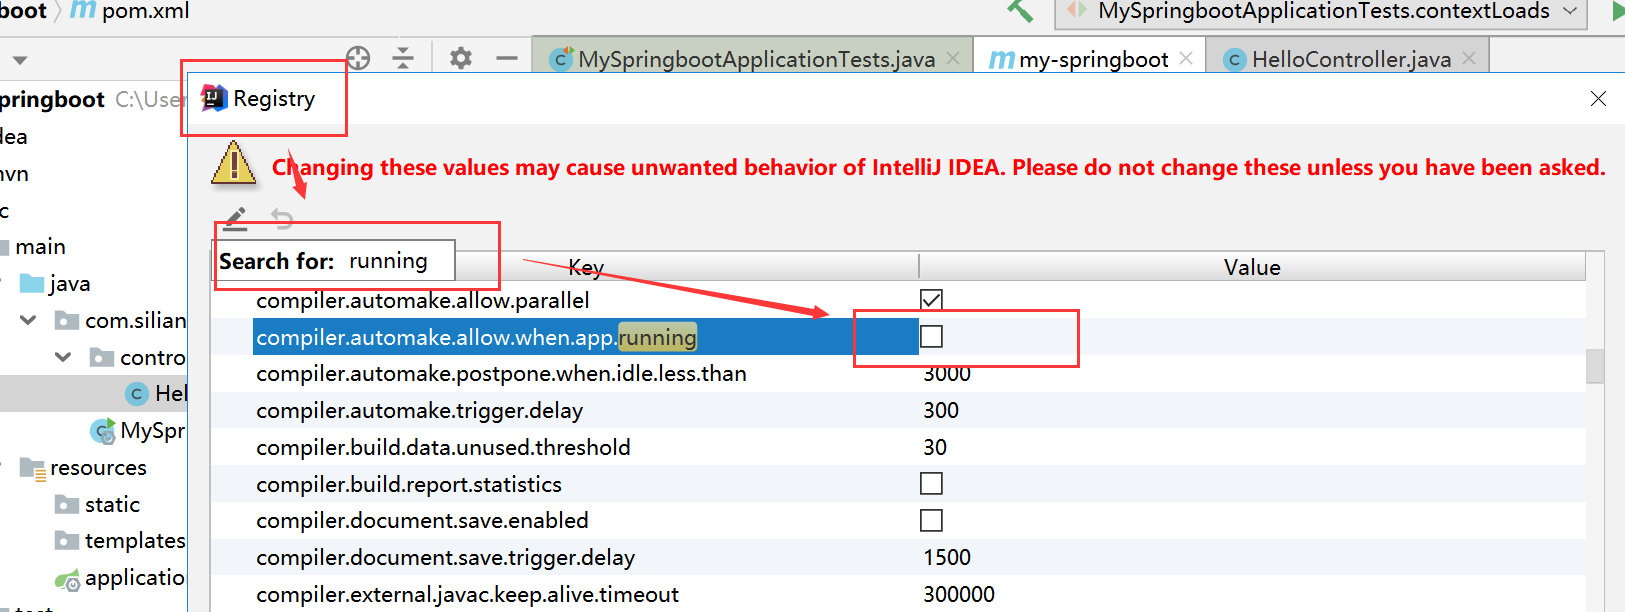 boot pom.xml
MySpringbootApplicationTests.contextLoads
MySpringbootApplicationTests.java my-springboot HelloController.java
springboot C:\User
Registry
Changing these values may cause unwanted behavior of IntelliJ IDEA. Please do not change these unless you have been asked.
Search for: running
Key Value
compiler.automake.allow.parallel
compiler.automake.allow.when.app.running
compiler.automake.postpone.when.idle.less.than 3000
compiler.automake.trigger.delay 300
compiler.build.data.unused.threshold 30
compiler.build.report.statistics
compiler.document.save.enabled
compiler.document.save.trigger.delay 1500
compiler.external.javac.keep.alive.timeout 300000
dea
vn
c
main
java
com.silian
contro
Hel
MySpri
resources
static
templates
applicatio